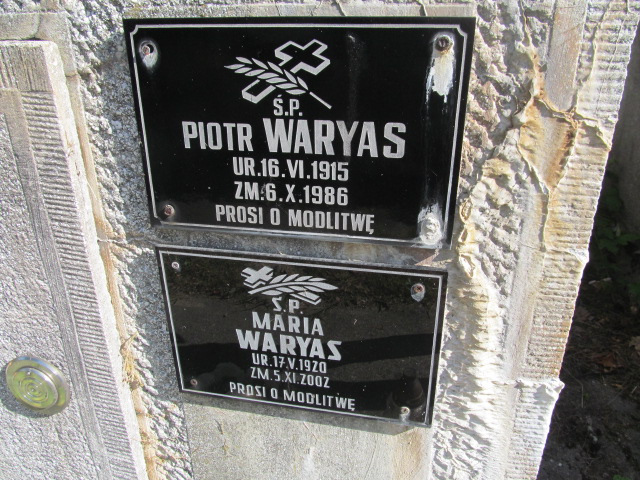 Ś.P.
PIOTR WARYAS
UR.16.VI.1915
ZM.6.X.1986
PROSI O MODLITWĘ
Ś.P.
MARIA
WARYAS
UR.17.V.1920
ZM.5.XI.2002
PROSI O MODLITWĘ